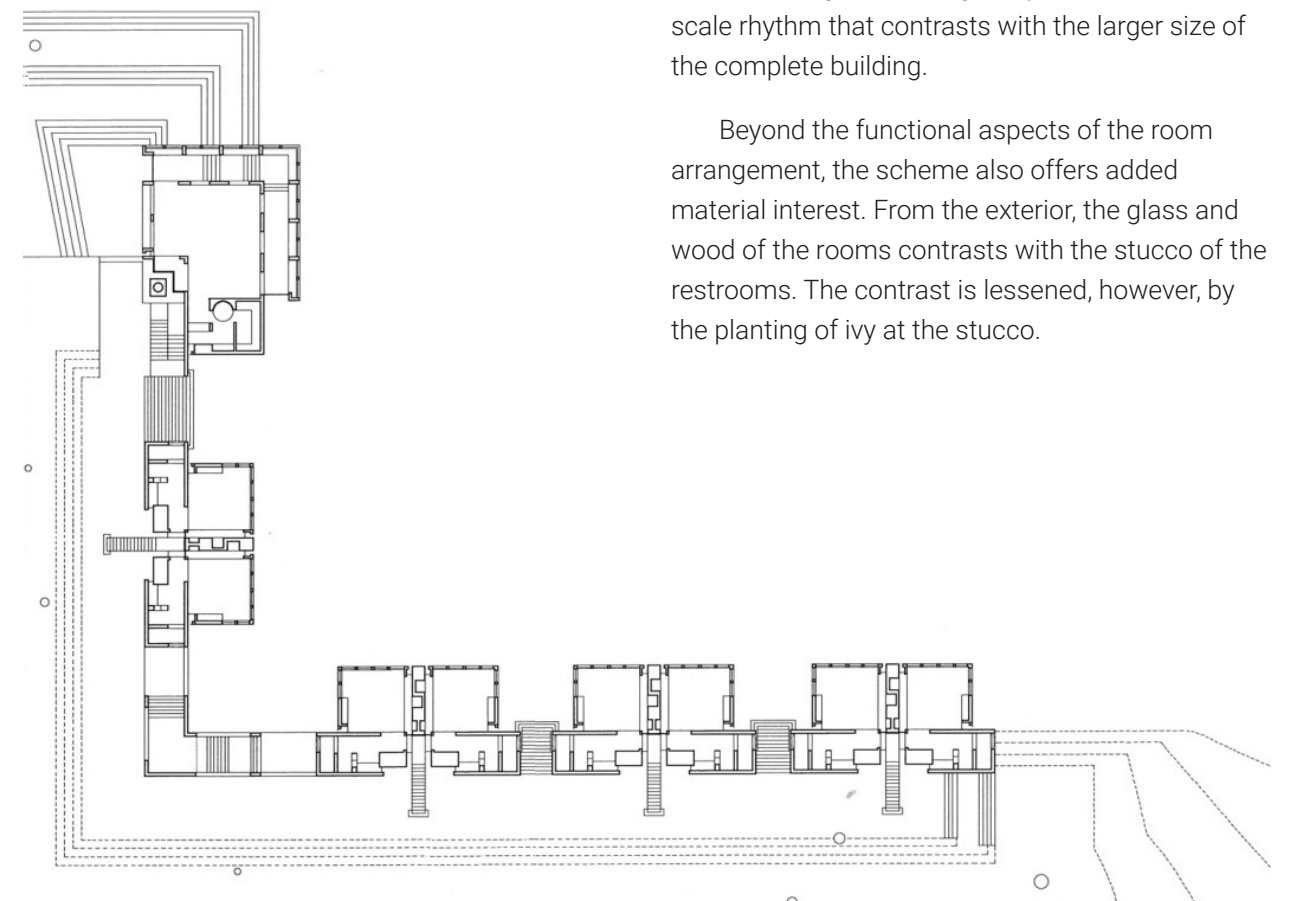 scale rhythm that contrasts with the larger size of
the complete building.
Beyond the functional aspects of the room
arrangement, the scheme also offers added
material interest. From the exterior, the glass and
wood of the rooms contrasts with the stucco of the
restrooms. The contrast is lessened, however, by
the planting of ivy at the stucco.